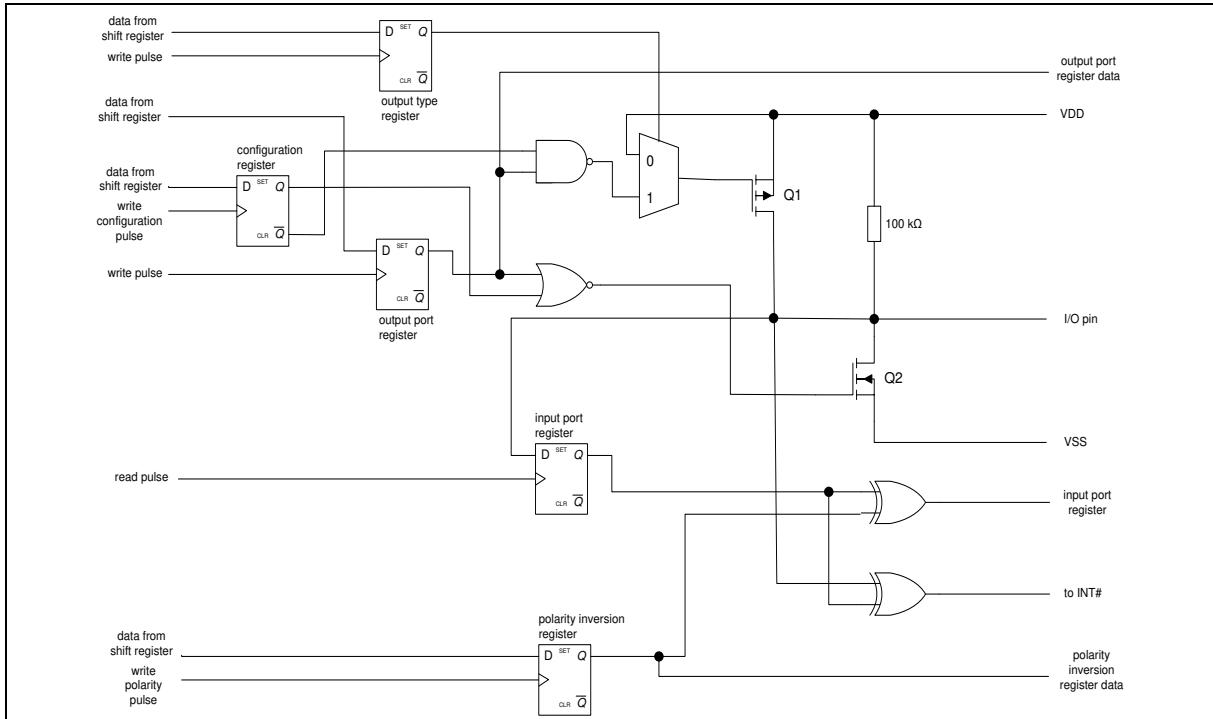 data from
shift register
write pulse
D SET Q
CLR Q
output type
register
output port
register data
data from
shift register
VDD
configuration
register
0
1
Q1
data from
shift register
D SET Q
CLR Q
write
configuration
pulse
100 kΩ
D SET Q
CLR Q
write pulse
output port
register
I/O pin
Q2
input port
register
VSS
D SET Q
CLR Q
read pulse
input port
register
to INT#
polarity inversion
register
data from
shift register
D SET Q
CLR Q
write
polarity
pulse
polarity
inversion
register data